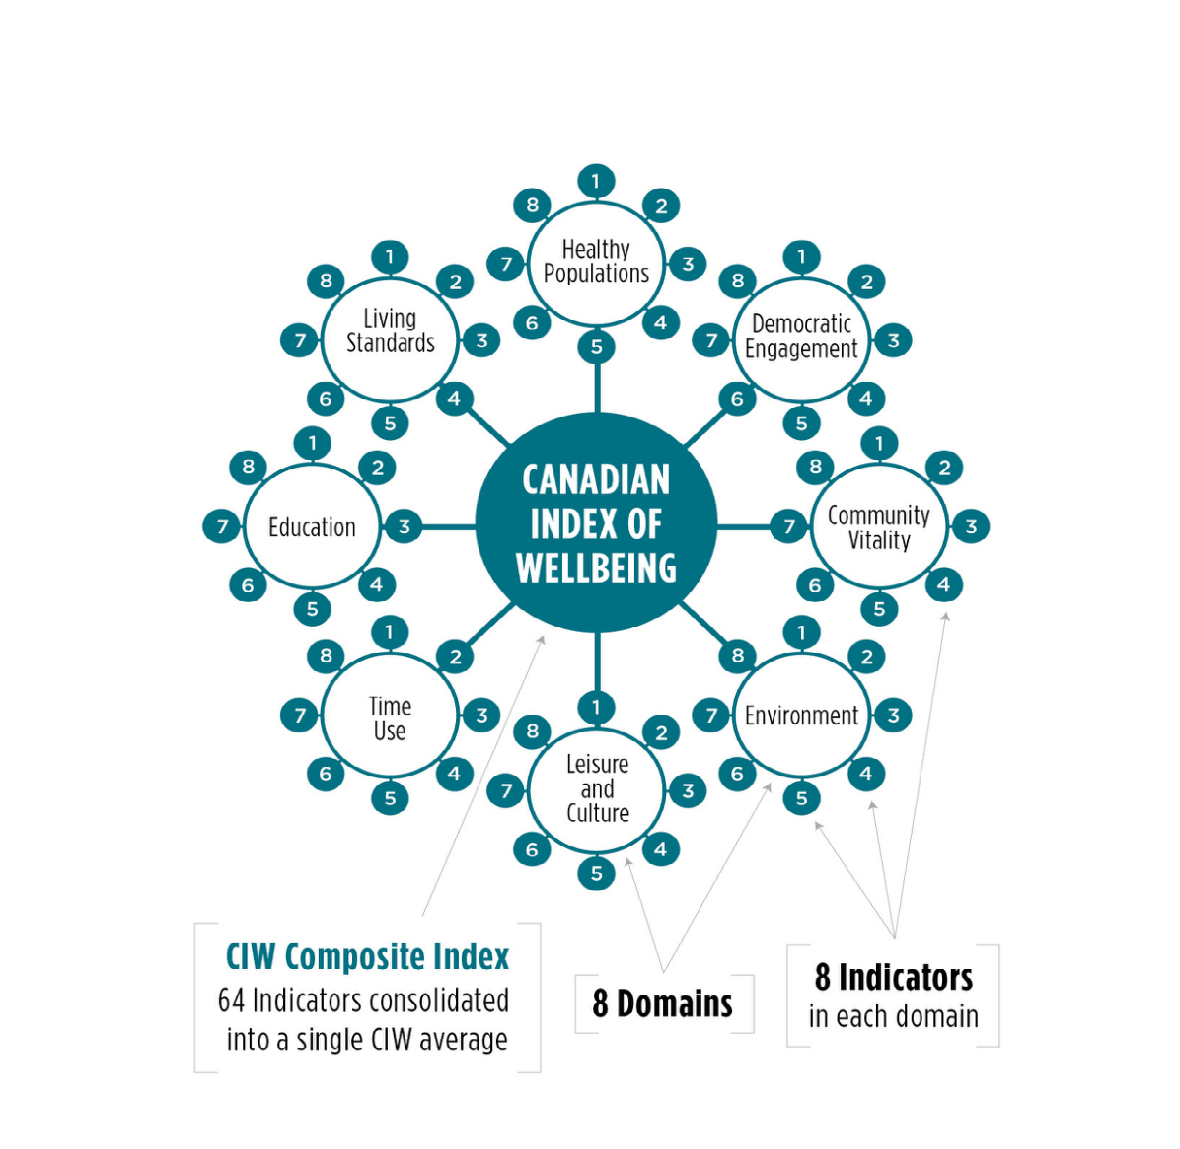 1
8
2
Healthy
Populations
7
3
6
4
5
1
8
2
Living
Standards
7
3
6
4
5
1
8
2
Democratic
Engagement
7
3
6
4
5
1
8
2
Education
7
3
6
4
5
CANADIAN
INDEX OF
WELLBEING
1
8
2
Community
Vitality
7
3
6
4
5
1
8
2
Time
Use
7
3
6
4
5
1
8
2
Leisure
and
Culture
7
3
6
4
5
1
8
2
Environment
7
3
6
4
5
CIW Composite Index
64 Indicators consolidated
into a single CIW average
8 Domains
8 Indicators
in each domain